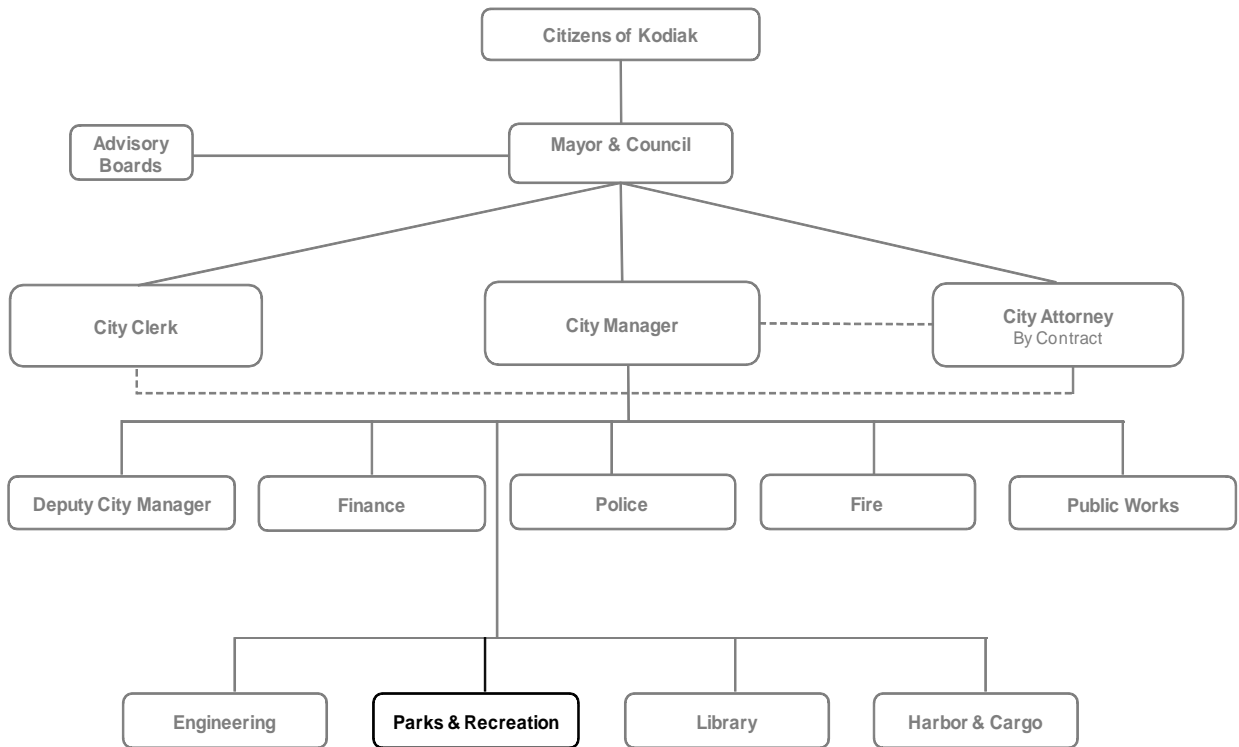 Citizens of Kodiak
Advisory
Boards
Mayor & Council
City Clerk
City Manager
City Attorney
By Contract
Deputy City Manager
Finance
Police
Fire
Public Works
Engineering
Parks & Recreation
Library
Harbor & Cargo